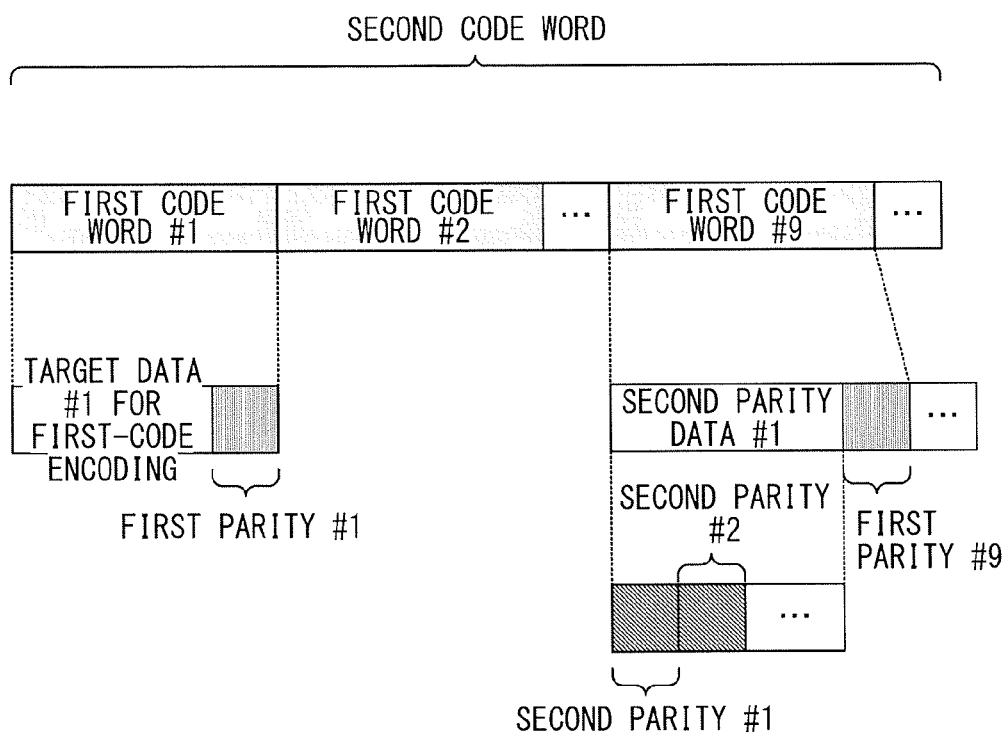 SECOND CODE WORD
FIRST CODE
WORD #1
FIRST CODE
WORD #2
...
FIRST CODE
WORD #9
...
TARGET DATA
#1 FOR
FIRST-CODE
ENCODING
FIRST PARITY #1
SECOND PARITY
DATA #1
...
SECOND PARITY
#2
FIRST
PARITY #9
...
SECOND PARITY #1